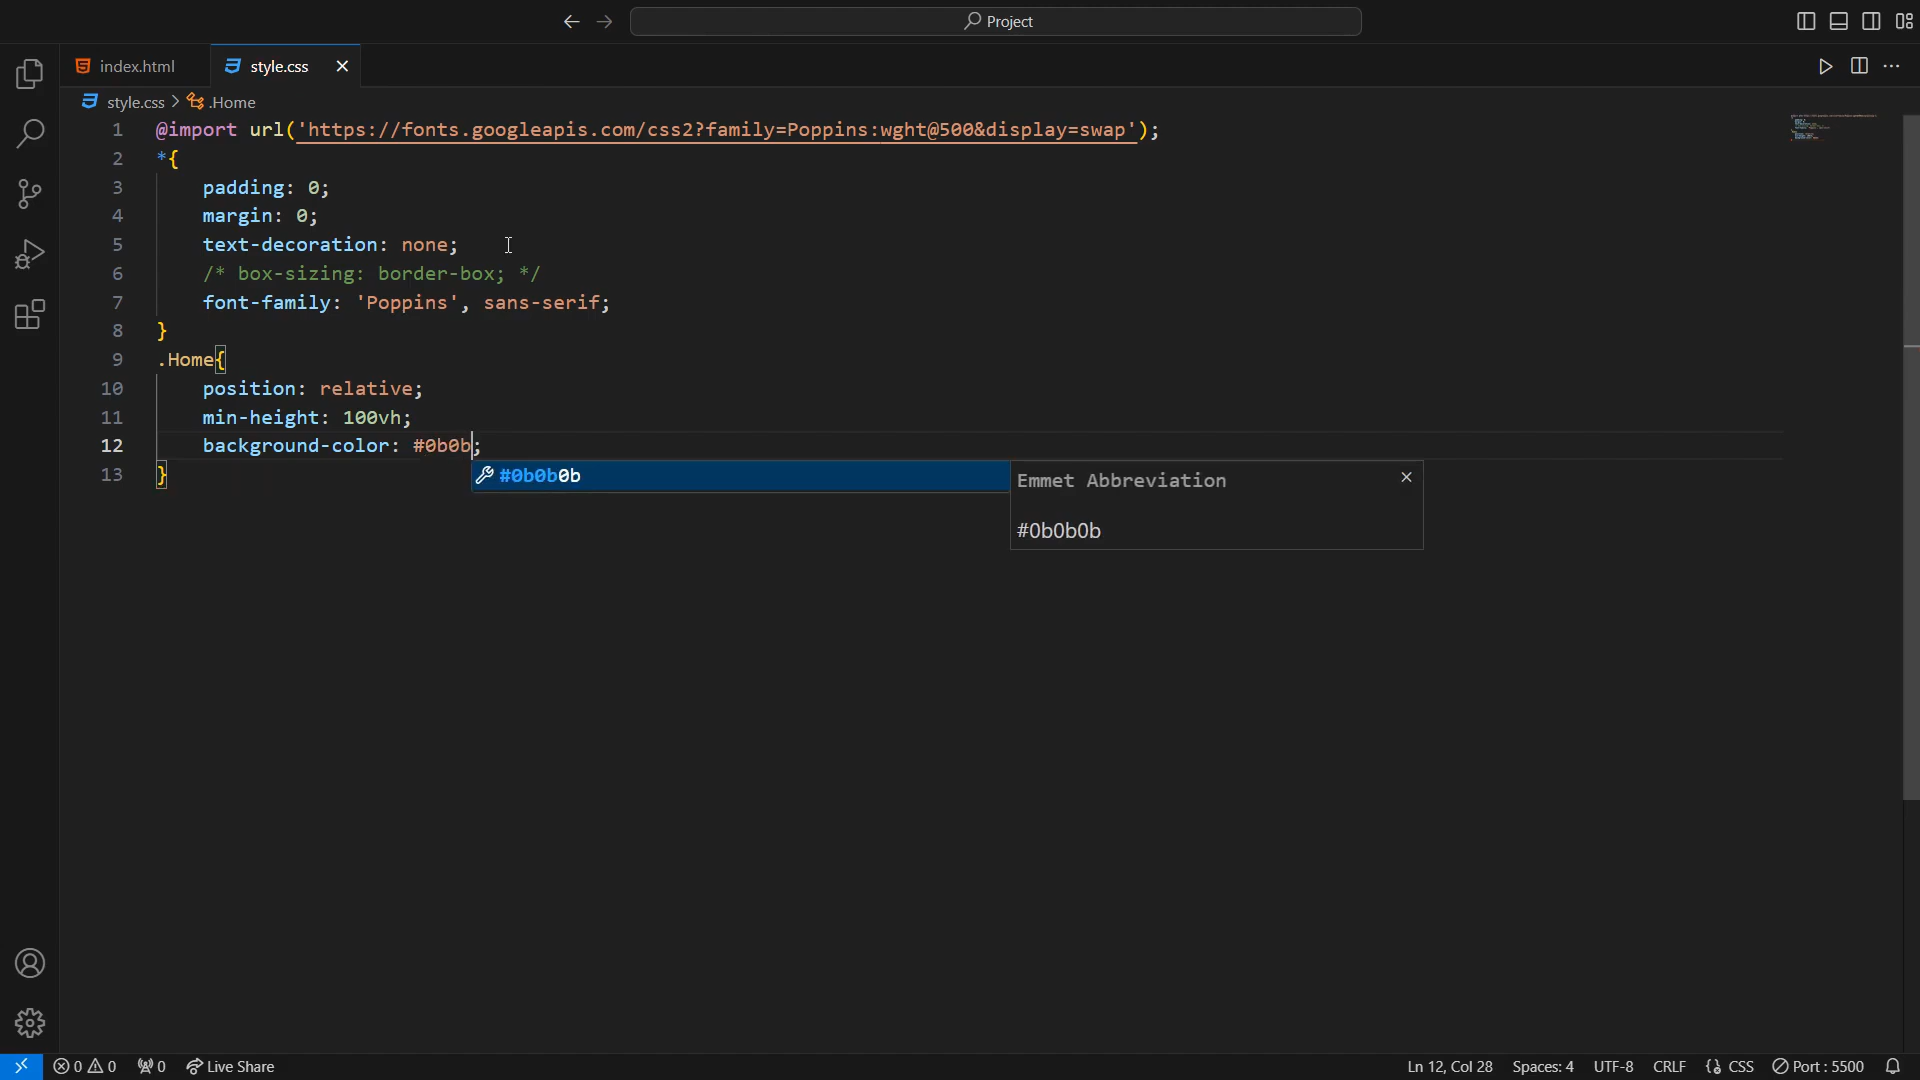 Project
index.html
style.css
style.css > .Home
1 @import url('https://fonts.googleapis.com/css2?family=Poppins:wght@500&display=swap');
2 *{
3 padding: 0;
4 margin: 0;
5 text-decoration: none;
6 /* box-sizing: border-box; */
7 font-family: 'Poppins', sans-serif;
8 }
9 .Home{
10 position: relative;
11 min-height: 100vh;
12 background-color: #0b0b;
13 }
#0b0b0b
Emmet Abbreviation
#0b0b0b
0 0 0 Live Share Ln 12, Col 28 Spaces: 4 UTF-8 CRLF {} CSS Port : 5500